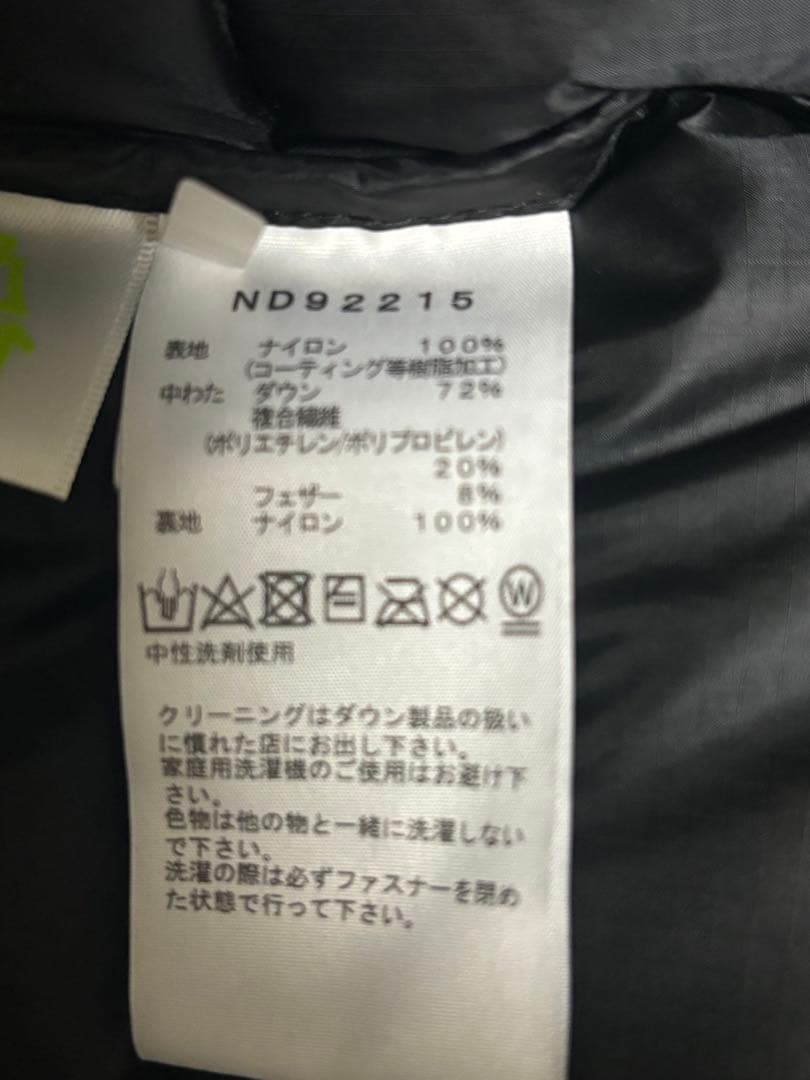 ND92215
表地 ナイロン 100%
(コーティング等樹脂加工)
中わた ダウン 72%
複合繊維
(ポリエチレン/ポリプロピレン)
20%
フェザー 8%
裏地 ナイロン 100%
W
中性洗剤使用
クリーニングはダウン製品の扱い
に慣れた店にお出し下さい。
家庭用洗濯機のご使用はお避け下
さい。
色物は他の物と一緒に洗濯しない
で下さい。
洗濯の際は必ずファスナーを閉め
た状態で行って下さい。